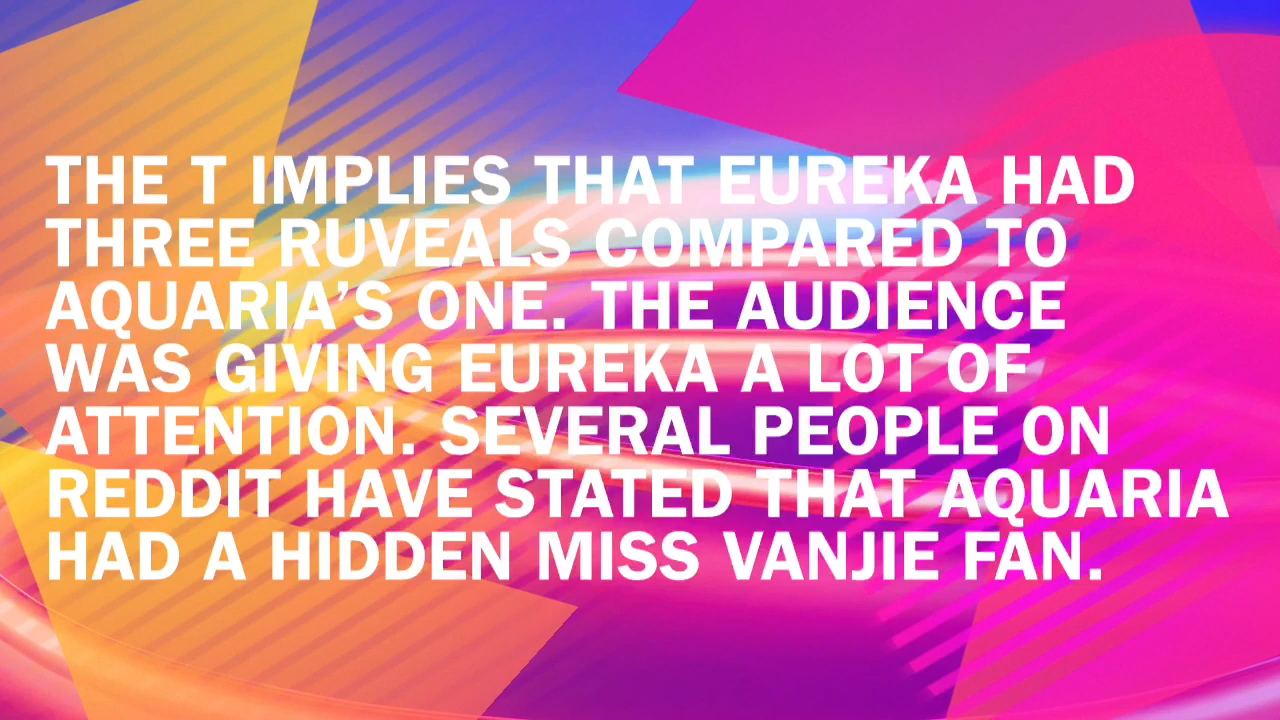 THE T IMPLIES THAT EUREKA HAD
THREE RUVEALS COMPARED TO
AQUARIA’S ONE. THE AUDIENCE
WAS GIVING EUREKA A LOT OF
ATTENTION. SEVERAL PEOPLE ON
REDDIT HAVE STATED THAT AQUARIA
HAD A HIDDEN MISS VANJIE FAN.